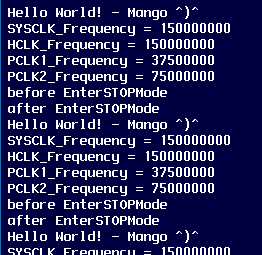 Hello World! - Mango ^)^
SYSCLK_Frequency = 150000000
HCLK_Frequency = 150000000
PCLK1_Frequency = 37500000
PCLK2_Frequency = 75000000
before EnterSTOPMode
after EnterSTOPMode
Hello World! - Mango ^)^
SYSCLK_Frequency = 150000000
HCLK_Frequency = 150000000
PCLK1_Frequency = 37500000
PCLK2_Frequency = 75000000
before EnterSTOPMode
after EnterSTOPMode
Hello World! - Mango ^)^
SYSCLK_Frequency = 150000000